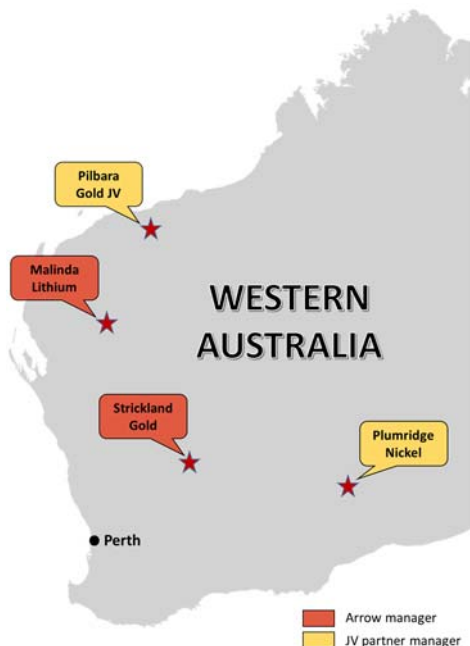 Pilbara
Gold JV
Malinda
Lithium
WESTERN
AUSTRALIA
Strickland
Gold
Plumridge
Nickel
Perth
Arrow manager
JV partner manager